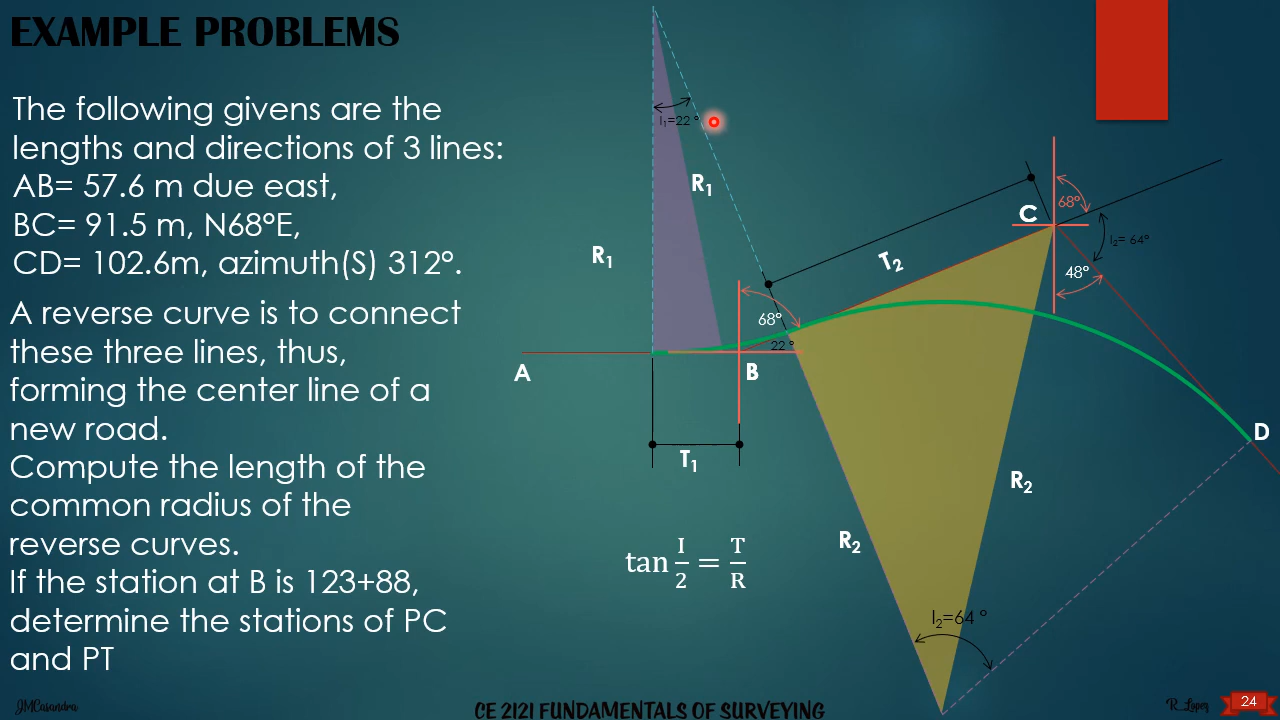 EXAMPLE PROBLEMS
The following givens are the
lengths and directions of 3 lines:
AB= 57.6 m due east,
BC= 91.5 m, N68°E,
CD= 102.6m, azimuth(S) 312°.
A reverse curve is to connect
these three lines, thus,
forming the center line of a
new road.
Compute the length of the
common radius of the
reverse curves.
If the station at B is 123+88,
determine the stations of PC
and PT
I₁=22 °
R₁
R₁
T₂
C
68°
I₂= 64°
48°
68°
22 °
A
B
T₁
D
R₂
R₂
tan I/2 = T/R
I₂=64 °
JMCasandra
CE 2121 FUNDAMENTALS OF SURVEYING
R_Lopez
24